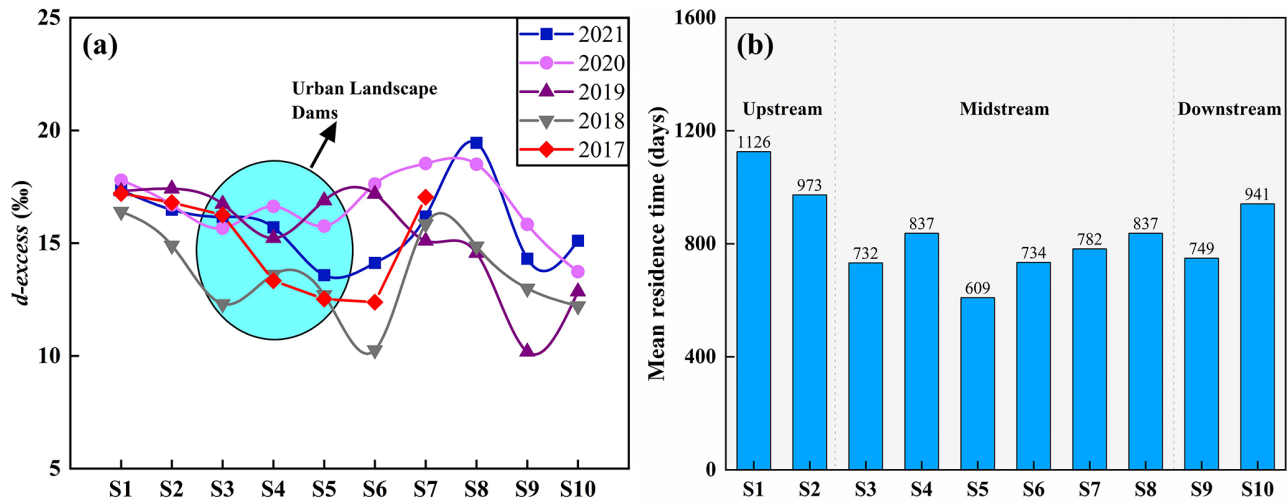 (a)
2021
2020
2019
2018
2017
Urban Landscape
Dams
25
20
15
10
5
d-excess (‰)
S1 S2 S3 S4 S5 S6 S7 S8 S9 S10
(b)
1600
1200
800
400
0
Mean residence time (days)
Upstream Midstream Downstream
1126 973 732 837 609 734 782 837 749 941
S1 S2 S3 S4 S5 S6 S7 S8 S9 S10